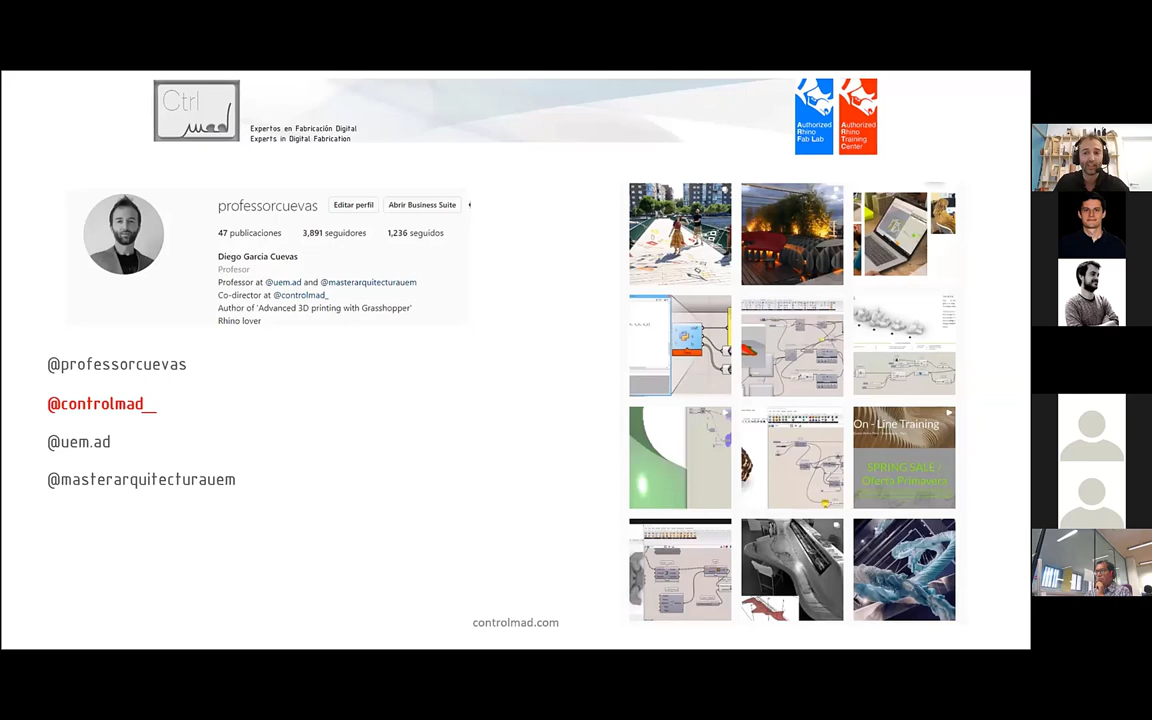 Ctrl
mad
Expertos en Fabricación Digital
Experts in Digital Fabrication
Authorized
Rhino
Fab Lab
Authorized
Rhino
Training
Center
professorcuevas
Editar perfil
Abrir Business Suite
47 publicaciones
3,891 seguidores
1,236 seguidos
Diego García Cuevas
Profesor
Professor at @uem.ad and @masterarquitecturauem
Co-director at @controlmad_
Author of 'Advanced 3D printing with Grasshopper'
Rhino lover
@professorcuevas
@controlmad_
@uem.ad
@masterarquitecturauem
On - Line Training
SPRING SALE /
Oferta Primavera
controlmad.com